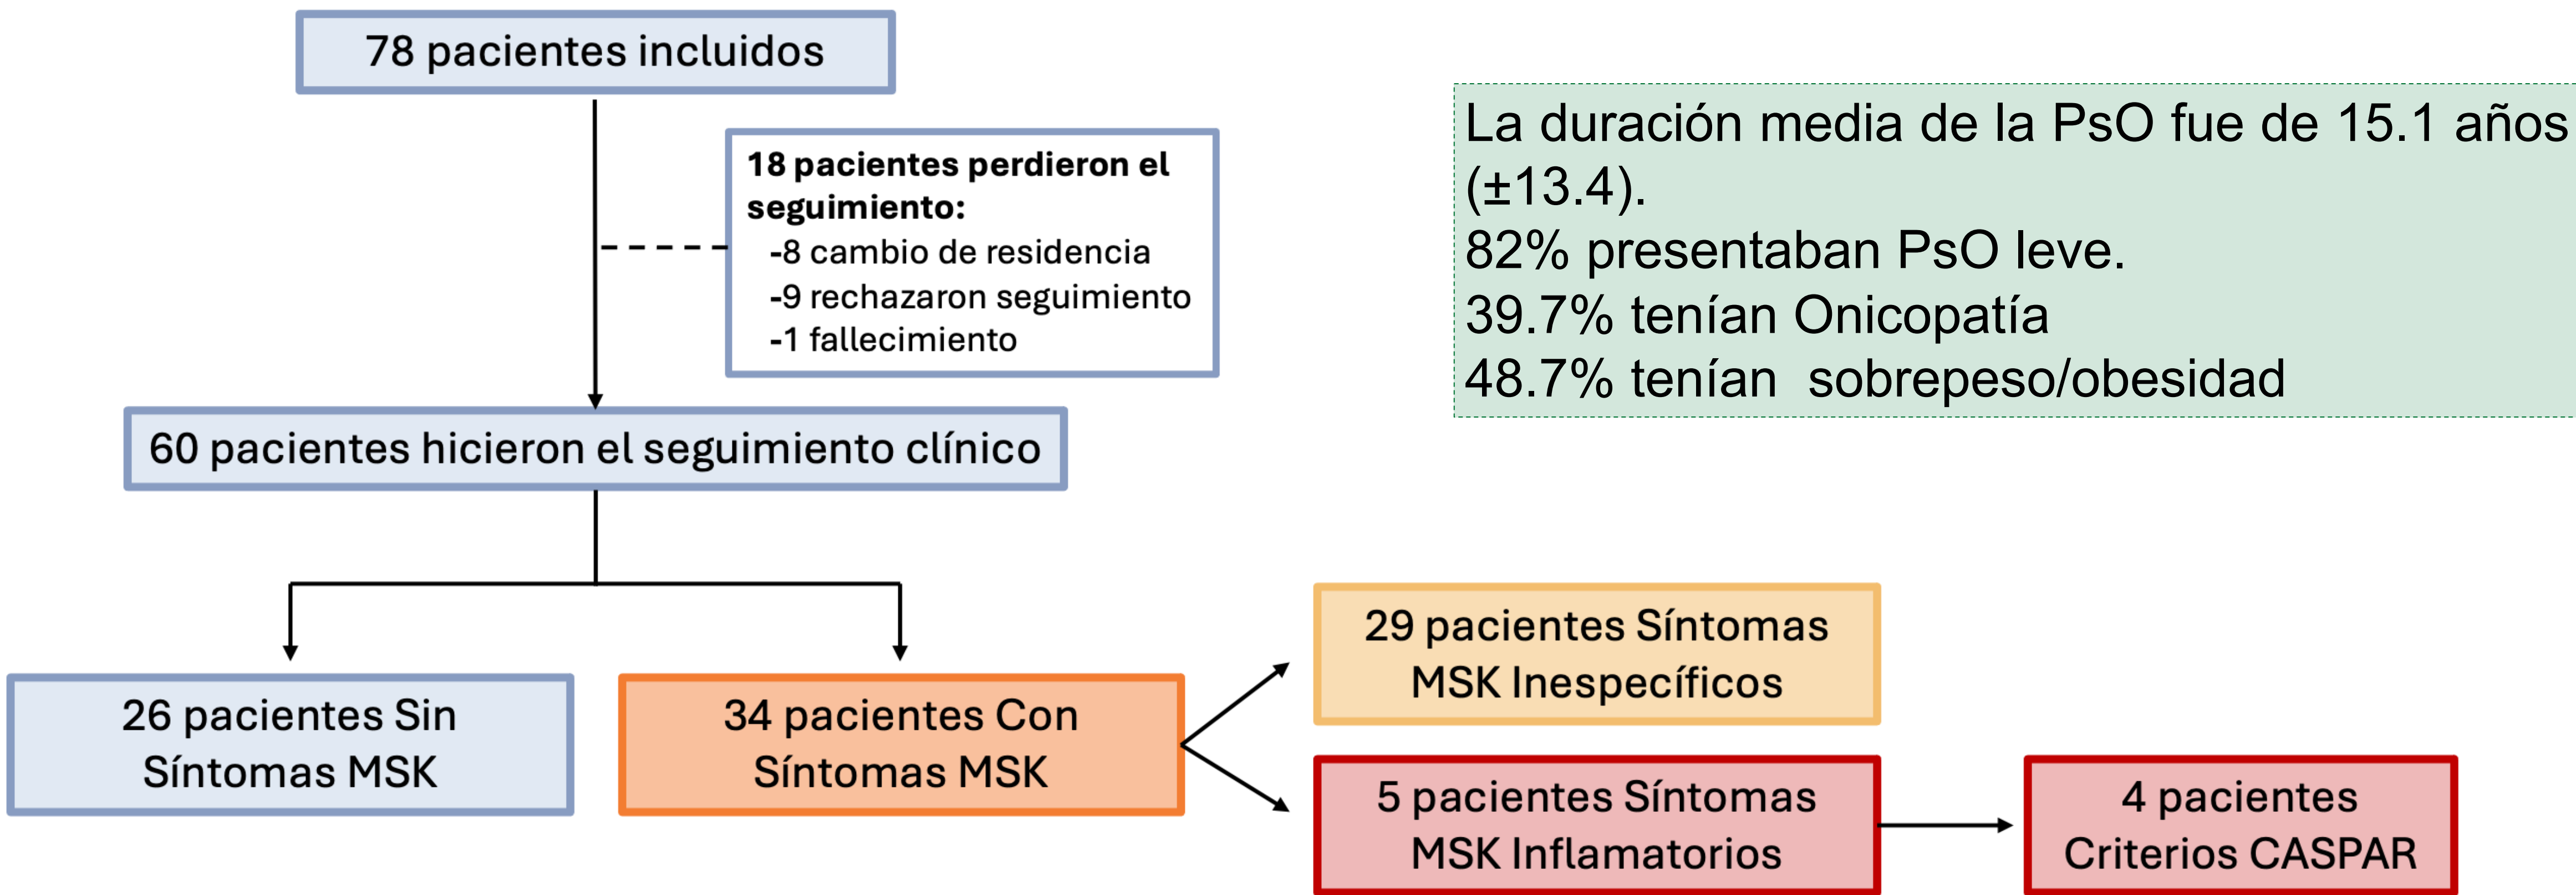 78 pacientes incluidos
18 pacientes perdieron el
seguimiento:
-8 cambio de residencia
-9 rechazaron seguimiento
-1 fallecimiento
La duración media de la PsO fue de 15.1 años
(±13.4).
82% presentaban PsO leve.
39.7% tenían Onicopatía
48.7% tenían sobrepeso/obesidad
60 pacientes hicieron el seguimiento clínico
26 pacientes Sin
Síntomas MSK
34 pacientes Con
Síntomas MSK
29 pacientes Síntomas
MSK Inespecíficos
5 pacientes Síntomas
MSK Inflamatorios
4 pacientes
Criterios CASPAR